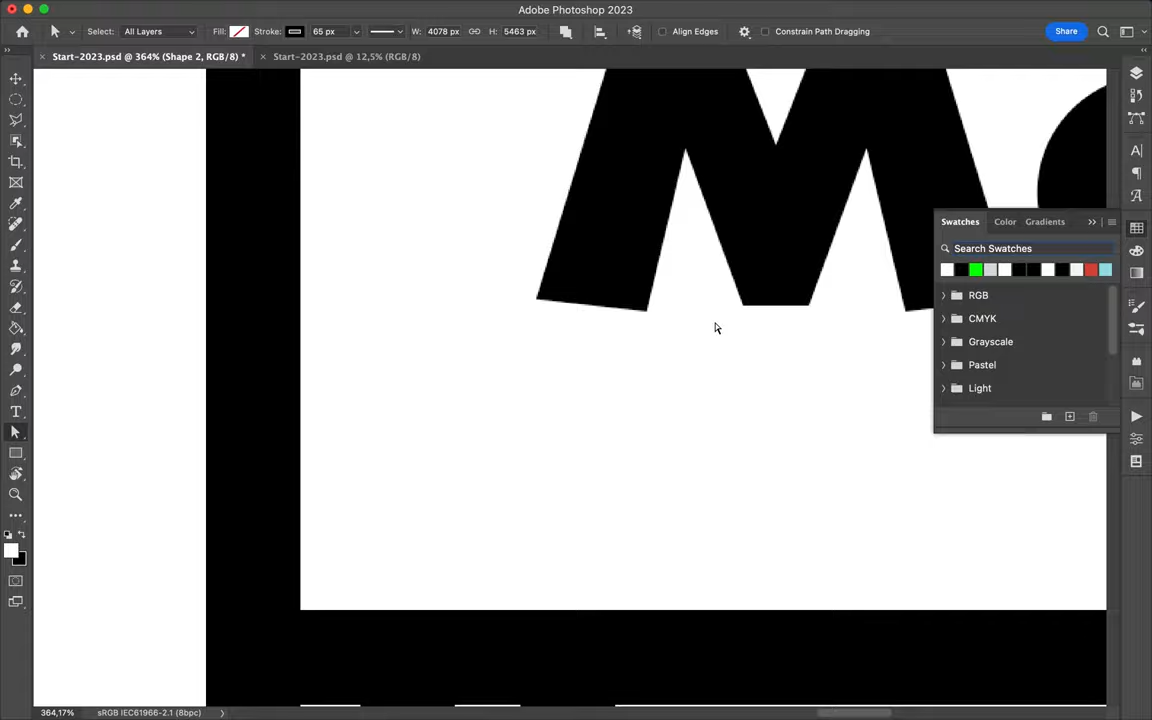 Adobe Photoshop 2023
Select: All Layers Fill: Stroke: 65 px W: 4078 px H: 5463 px Align Edges Constrain Path Dragging Share
Start-2023.psd @ 364% (Shape 2, RGB/8) * Start-2023.psd @ 12,5% (RGB/8)
M
Swatches Color Gradients
Search Swatches
RGB
CMYK
Grayscale
Pastel
Light
364,17% sRGB IEC61966-2.1 (8bpc)